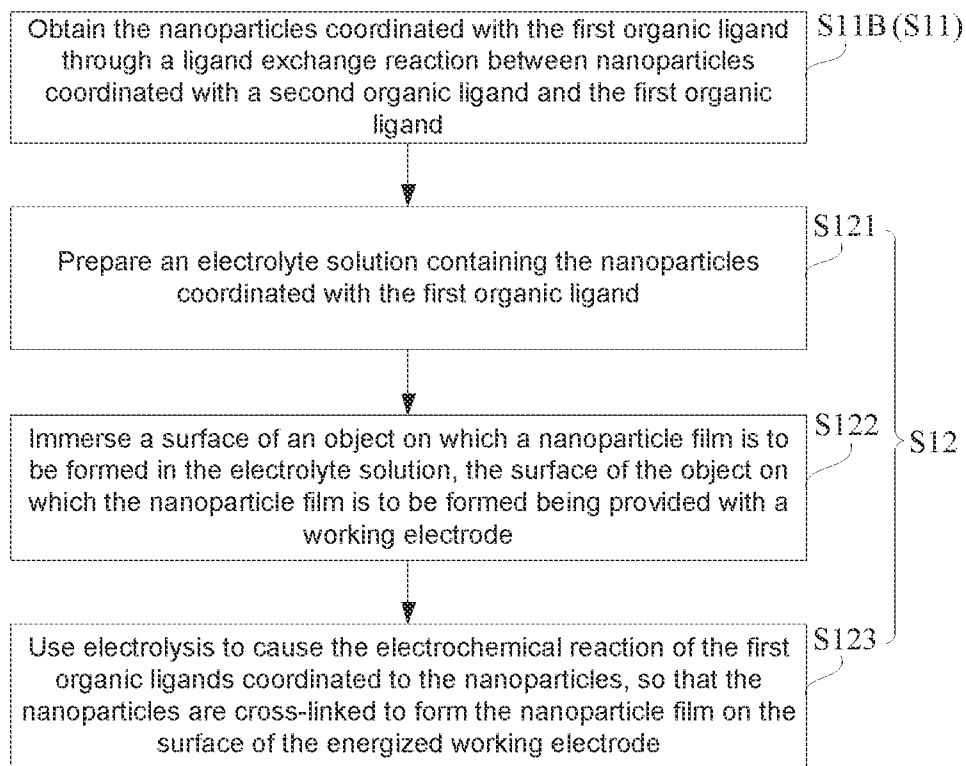 Obtain the nanoparticles coordinated with the first organic ligand
through a ligand exchange reaction between nanoparticles
coordinated with a second organic ligand and the first organic
ligand
S11B (S11)
Prepare an electrolyte solution containing the nanoparticles
coordinated with the first organic ligand
S121
Immerse a surface of an object on which a nanoparticle film is to
be formed in the electrolyte solution, the surface of the object on
which the nanoparticle film is to be formed being provided with a
working electrode
S122
S12
Use electrolysis to cause the electrochemical reaction of the first
organic ligands coordinated to the nanoparticles, so that the
nanoparticles are cross-linked to form the nanoparticle film on the
surface of the energized working electrode
S123